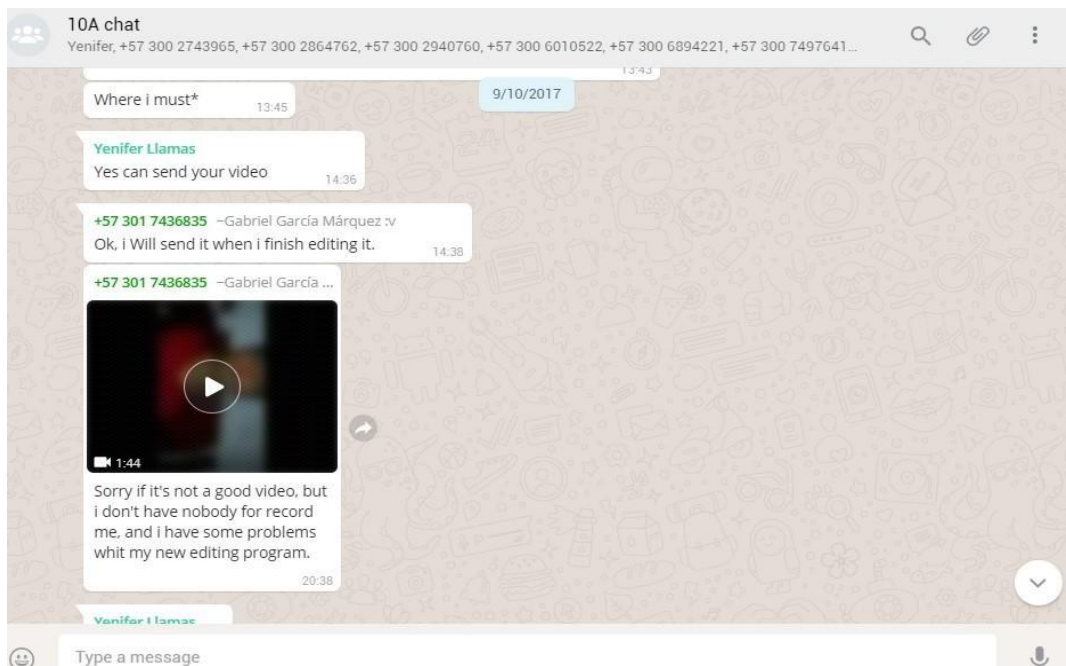 10A chat
Yenifer, +57 300 2743965, +57 300 2864762, +57 300 2940760, +57 300 6010522, +57 300 6894221, +57 300 7497641...
13:43
9/10/2017
Where i must* 13:45
Yenifer Llamas
Yes can send your video 14:36
+57 301 7436835 ~Gabriel García Márquez :v
Ok, i Will send it when i finish editing it. 14:38
+57 301 7436835 ~Gabriel García ...
1:44
Sorry if it's not a good video, but
i don't have nobody for record
me, and i have some problems
whit my new editing program.
20:38
Yenifer Llamas
Type a message